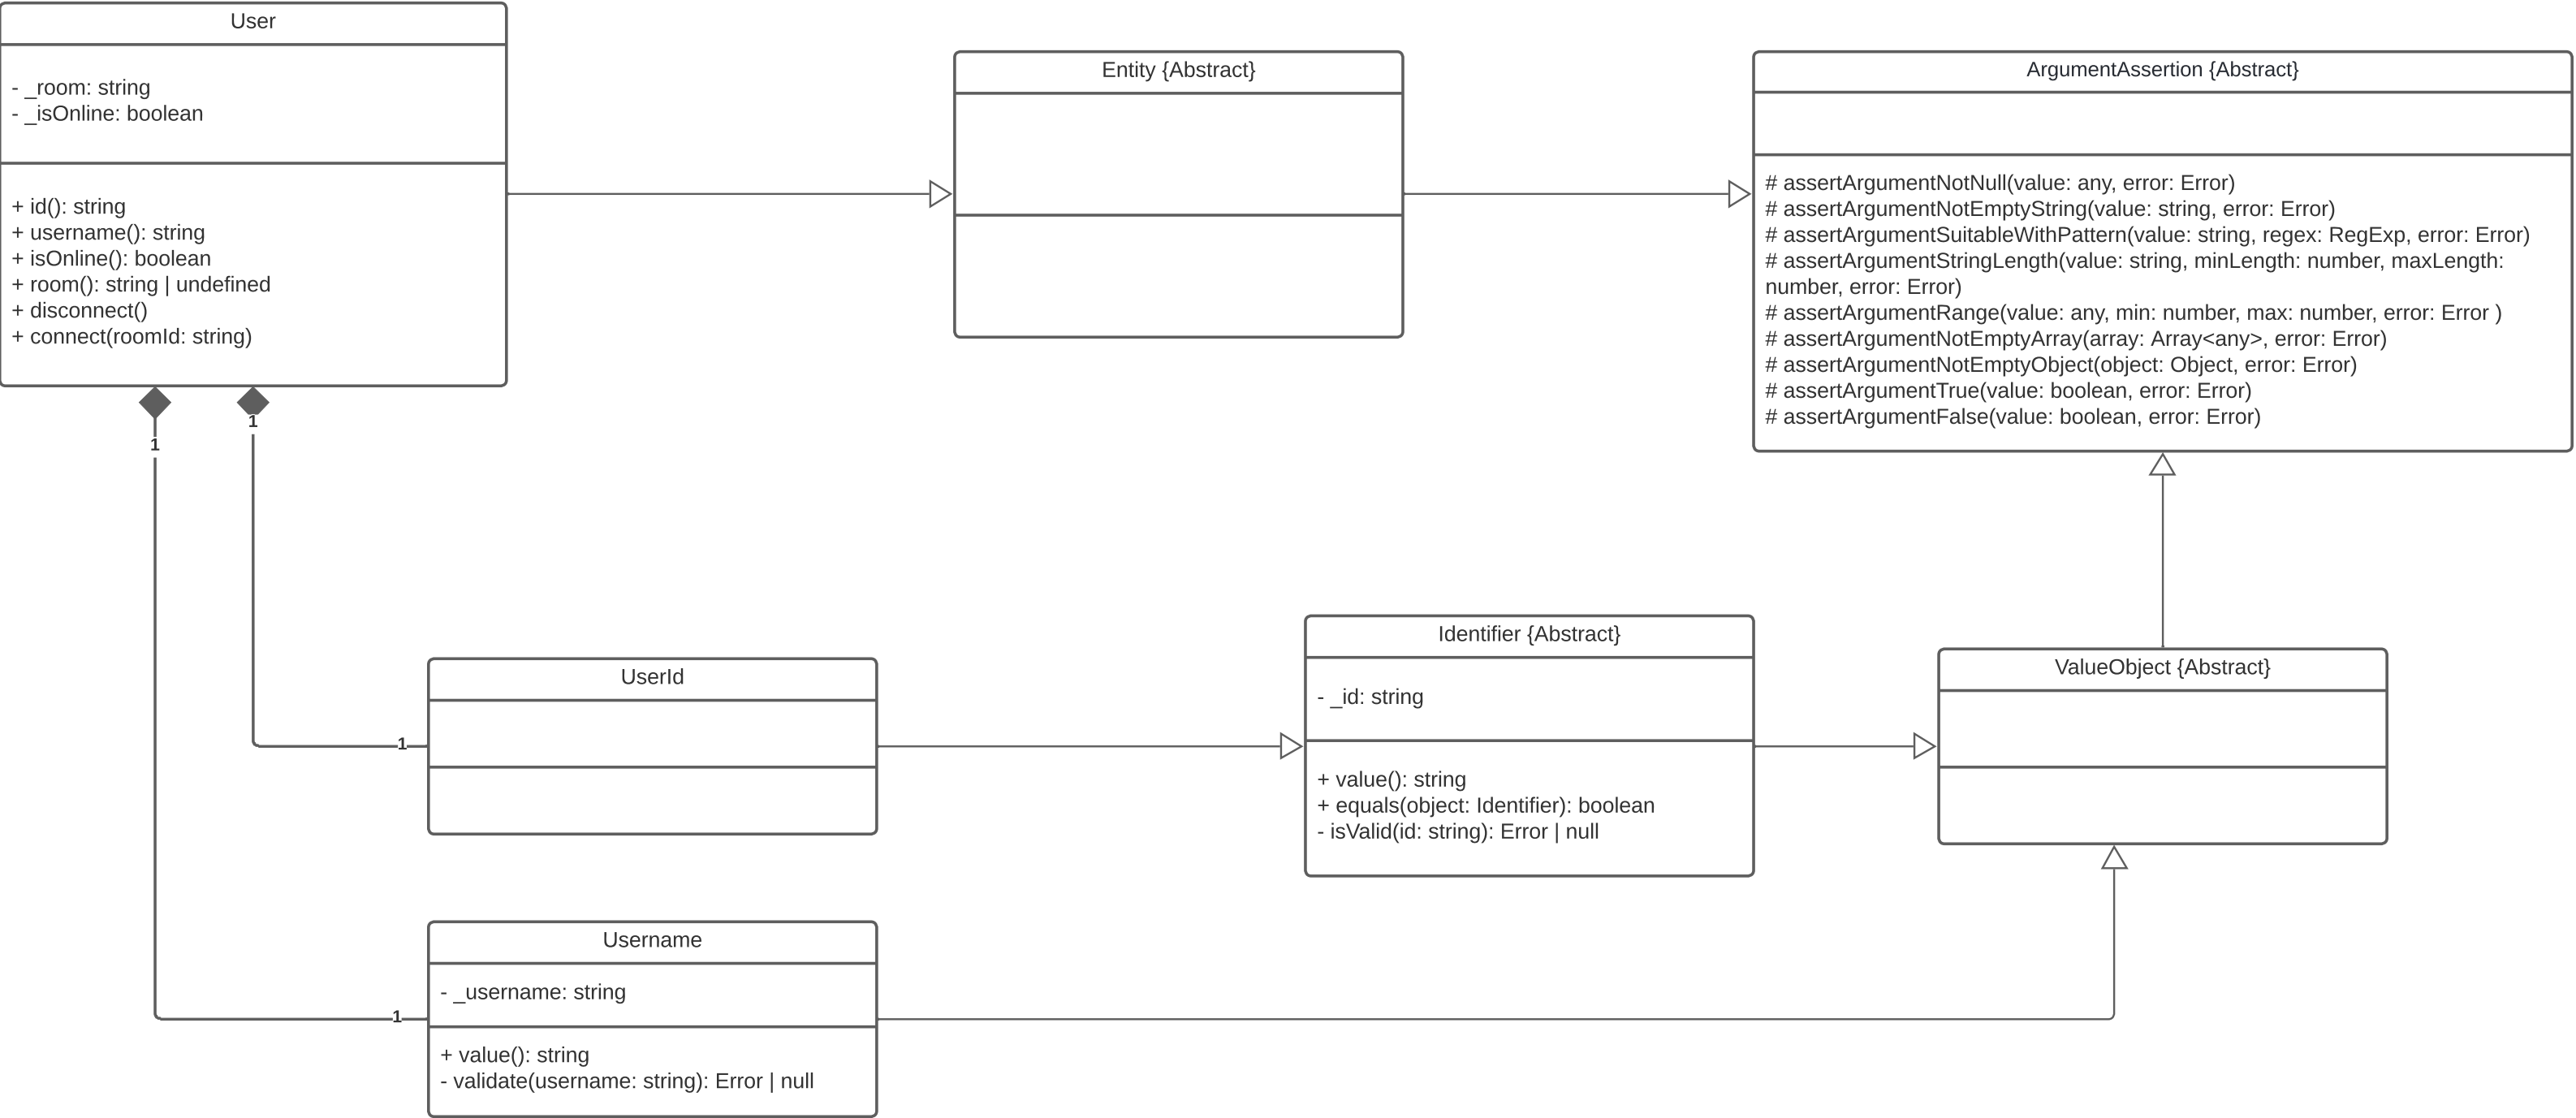 User
- _room: string
- _isOnline: boolean
+ id(): string
+ username(): string
+ isOnline(): boolean
+ room(): string | undefined
+ disconnect()
+ connect(roomId: string)
Entity {Abstract}
ArgumentAssertion {Abstract}
# assertArgumentNotNull(value: any, error: Error)
# assertArgumentNotEmptyString(value: string, error: Error)
# assertArgumentSuitableWithPattern(value: string, regex: RegExp, error: Error)
# assertArgumentStringLength(value: string, minLength: number, maxLength:
number, error: Error)
# assertArgumentRange(value: any, min: number, max: number, error: Error )
# assertArgumentNotEmptyArray(array: Array<any>, error: Error)
# assertArgumentNotEmptyObject(object: Object, error: Error)
# assertArgumentTrue(value: boolean, error: Error)
# assertArgumentFalse(value: boolean, error: Error)
1
1
UserId
1
Identifier {Abstract}
- _id: string
+ value(): string
+ equals(object: Identifier): boolean
- isValid(id: string): Error | null
ValueObject {Abstract}
Username
- _username: string
+ value(): string
- validate(username: string): Error | null
1